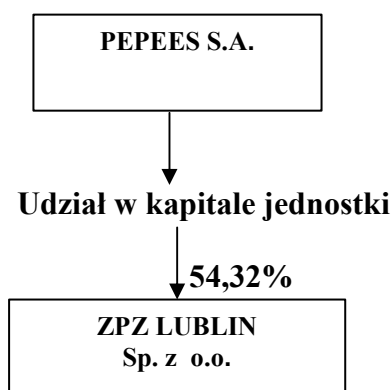 PEPEES S.A.
Udział w kapitale jednostki
54,32%
ZPZ LUBLIN
Sp. z o.o.